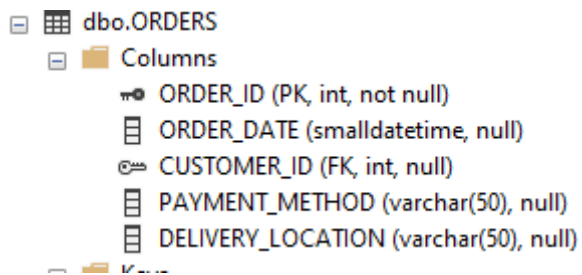 dbo.ORDERS
Columns
ORDER_ID (PK, int, not null)
ORDER_DATE (smalldatetime, null)
CUSTOMER_ID (FK, int, null)
PAYMENT_METHOD (varchar(50), null)
DELIVERY_LOCATION (varchar(50), null)
Keys